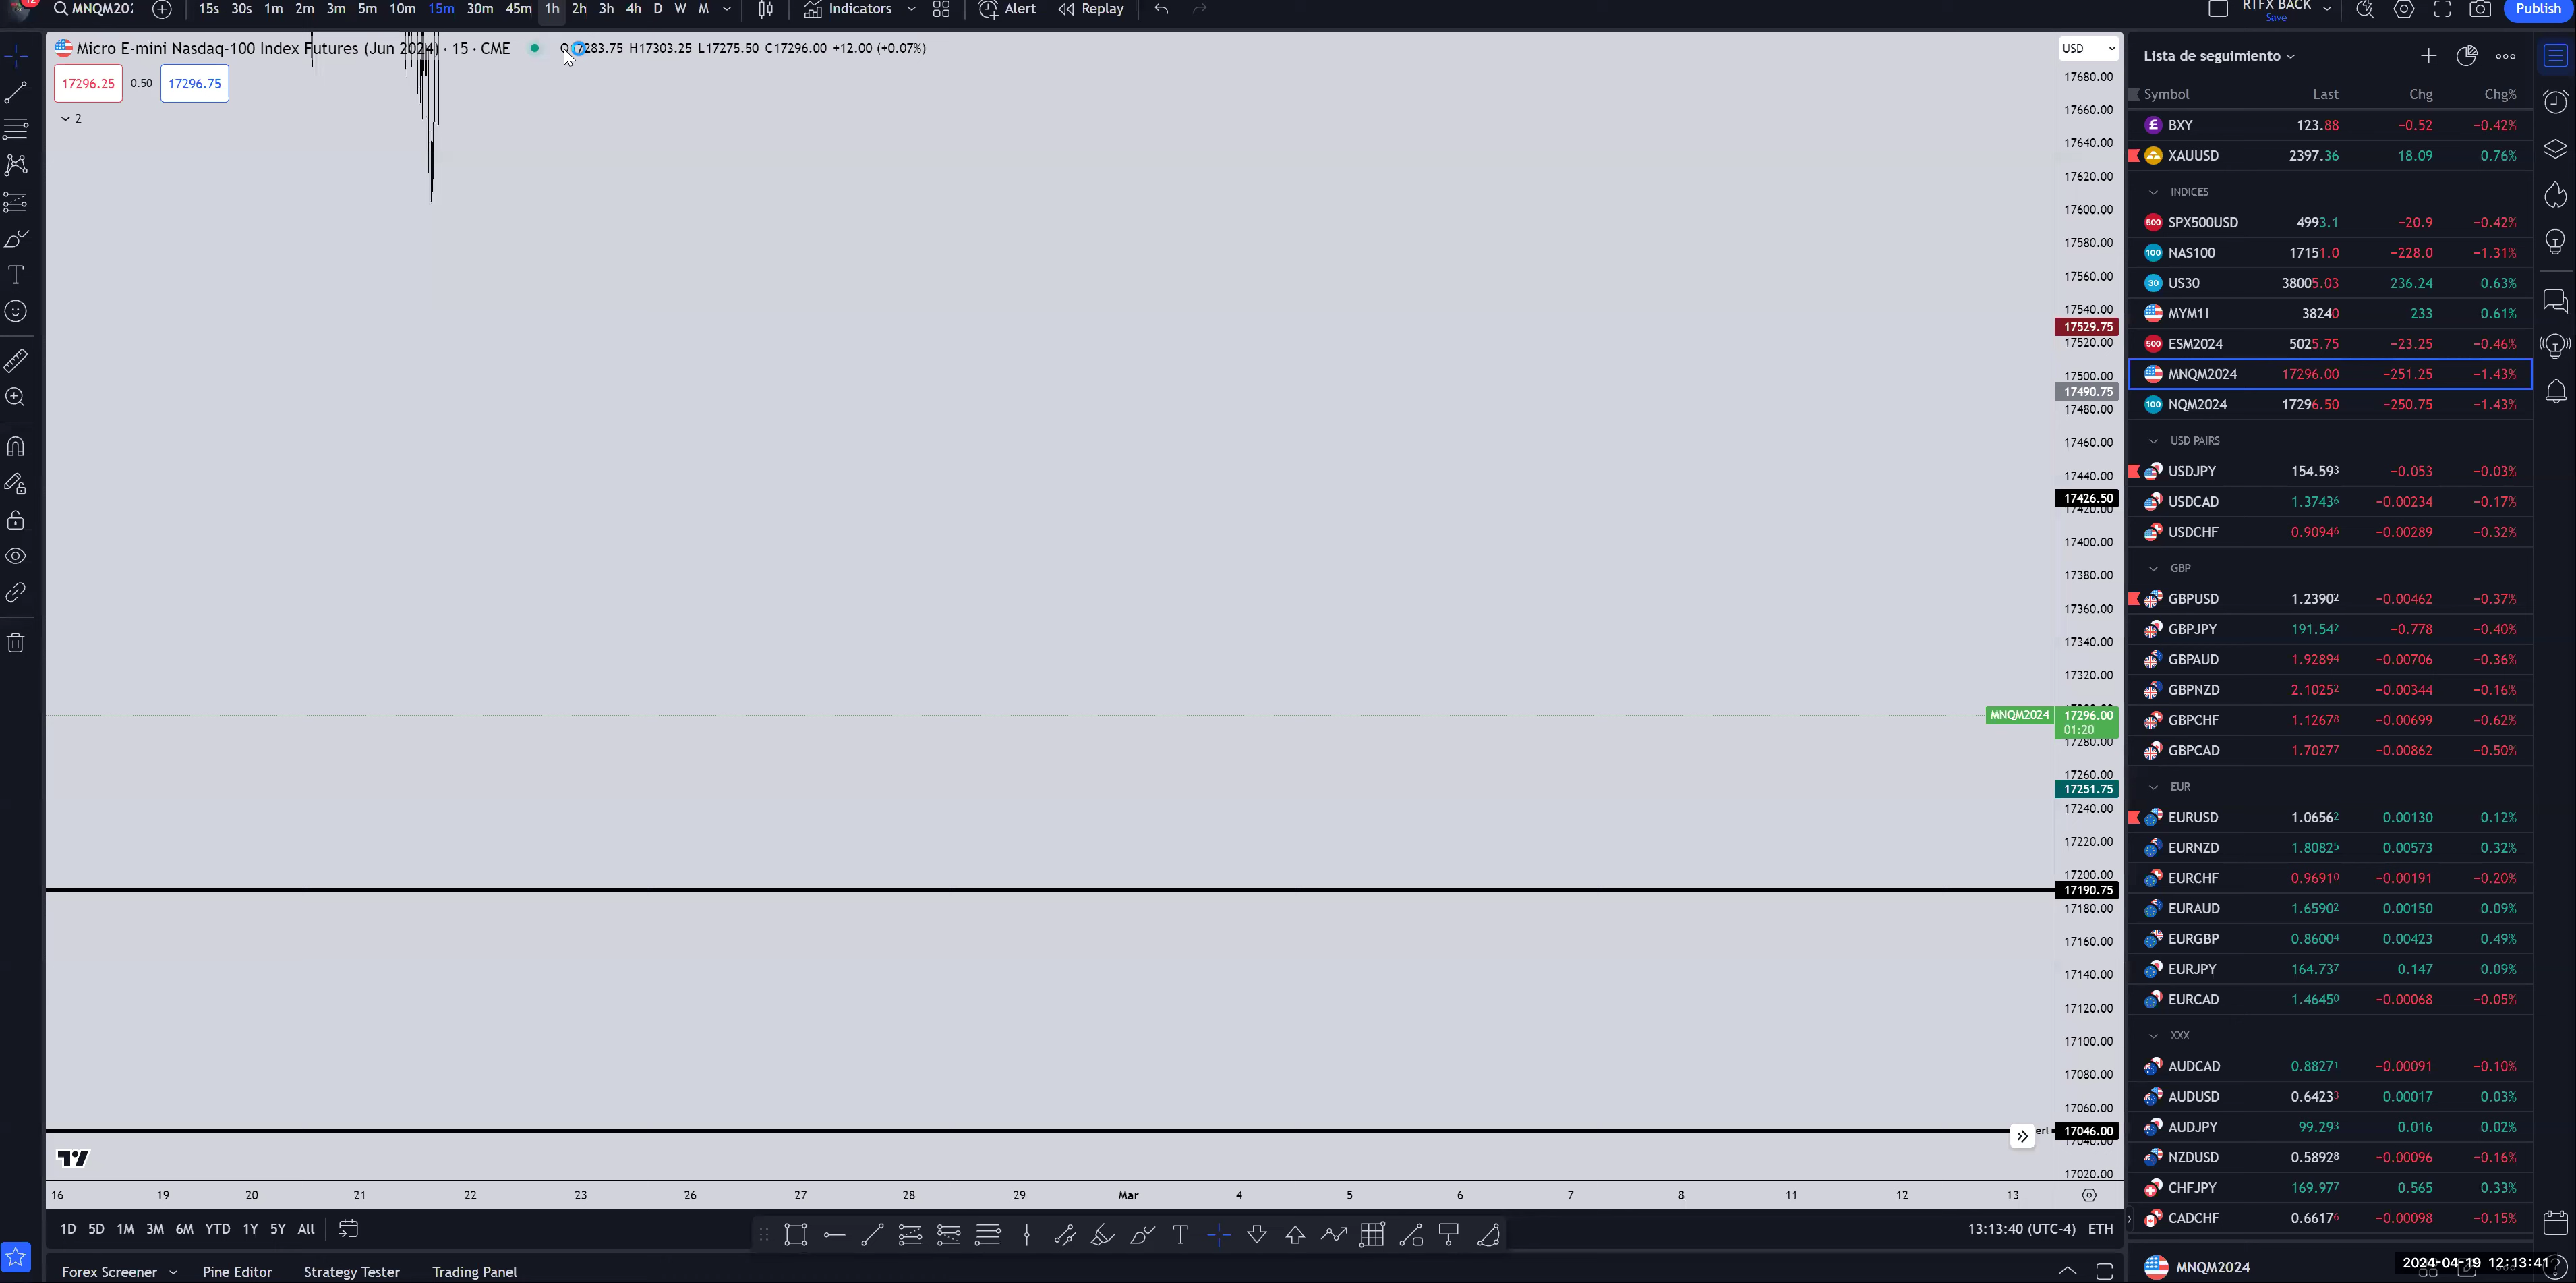 MNQM202
15s 30s 1m 2m 3m 5m 10m 15m 30m 45m 1h 2h 3h 4h D W M
Indicators
Alert
Replay
RTFX BACK
Save
Publish
Micro E-mini Nasdaq-100 Index Futures (Jun 2024) · 15 · CME
7283.75 H17303.25 L17275.50 C17296.00 +12.00 (+0.07%)
17296.25 0.50 17296.75
2
USD
17680.00
17660.00
17640.00
17620.00
17600.00
17580.00
17560.00
17540.00
17529.75
17520.00
17500.00
17490.75
17480.00
17460.00
17440.00
17426.50
17420.00
17400.00
17380.00
17360.00
17340.00
17320.00
MNQM2024 17296.00
01:20
17280.00
17260.00
17251.75
17240.00
17220.00
17200.00
17190.75
17180.00
17160.00
17140.00
17120.00
17100.00
17080.00
17060.00
erl 17046.00
17040.00
17020.00
16 19 20 21 22 23 26 27 28 29 Mar 4 5 6 7 8 11 12 13
1D 5D 1M 3M 6M YTD 1Y 5Y All
13:13:40 (UTC-4) ETH
Forex Screener Pine Editor Strategy Tester Trading Panel
Lista de seguimiento
Symbol Last Chg Chg%
BXY 123.88 −0.52 −0.42%
XAUUSD 2397.36 18.09 0.76%
INDICES
SPX500USD 4993.1 −20.9 −0.42%
NAS100 17151.0 −228.0 −1.31%
US30 38005.03 236.24 0.63%
MYM1! 38240 233 0.61%
ESM2024 5025.75 −23.25 −0.46%
MNQM2024 17296.00 −251.25 −1.43%
NQM2024 17296.50 −250.75 −1.43%
USD PAIRS
USDJPY 154.593 −0.053 −0.03%
USDCAD 1.37436 −0.00234 −0.17%
USDCHF 0.90946 −0.00289 −0.32%
GBP
GBPUSD 1.23902 −0.00462 −0.37%
GBPJPY 191.542 −0.778 −0.40%
GBPAUD 1.92894 −0.00706 −0.36%
GBPNZD 2.10252 −0.00344 −0.16%
GBPCHF 1.12678 −0.00699 −0.62%
GBPCAD 1.70277 −0.00862 −0.50%
EUR
EURUSD 1.06562 0.00130 0.12%
EURNZD 1.80825 0.00573 0.32%
EURCHF 0.96910 −0.00191 −0.20%
EURAUD 1.65902 0.00150 0.09%
EURGBP 0.86004 0.00423 0.49%
EURJPY 164.737 0.147 0.09%
EURCAD 1.46450 −0.00068 −0.05%
XXX
AUDCAD 0.88271 −0.00091 −0.10%
AUDUSD 0.64233 0.00017 0.03%
AUDJPY 99.293 0.016 0.02%
NZDUSD 0.58928 −0.00096 −0.16%
CHFJPY 169.977 0.565 0.33%
CADCHF 0.66176 −0.00098 −0.15%
MNQM2024
2024-04-19 12:13:41